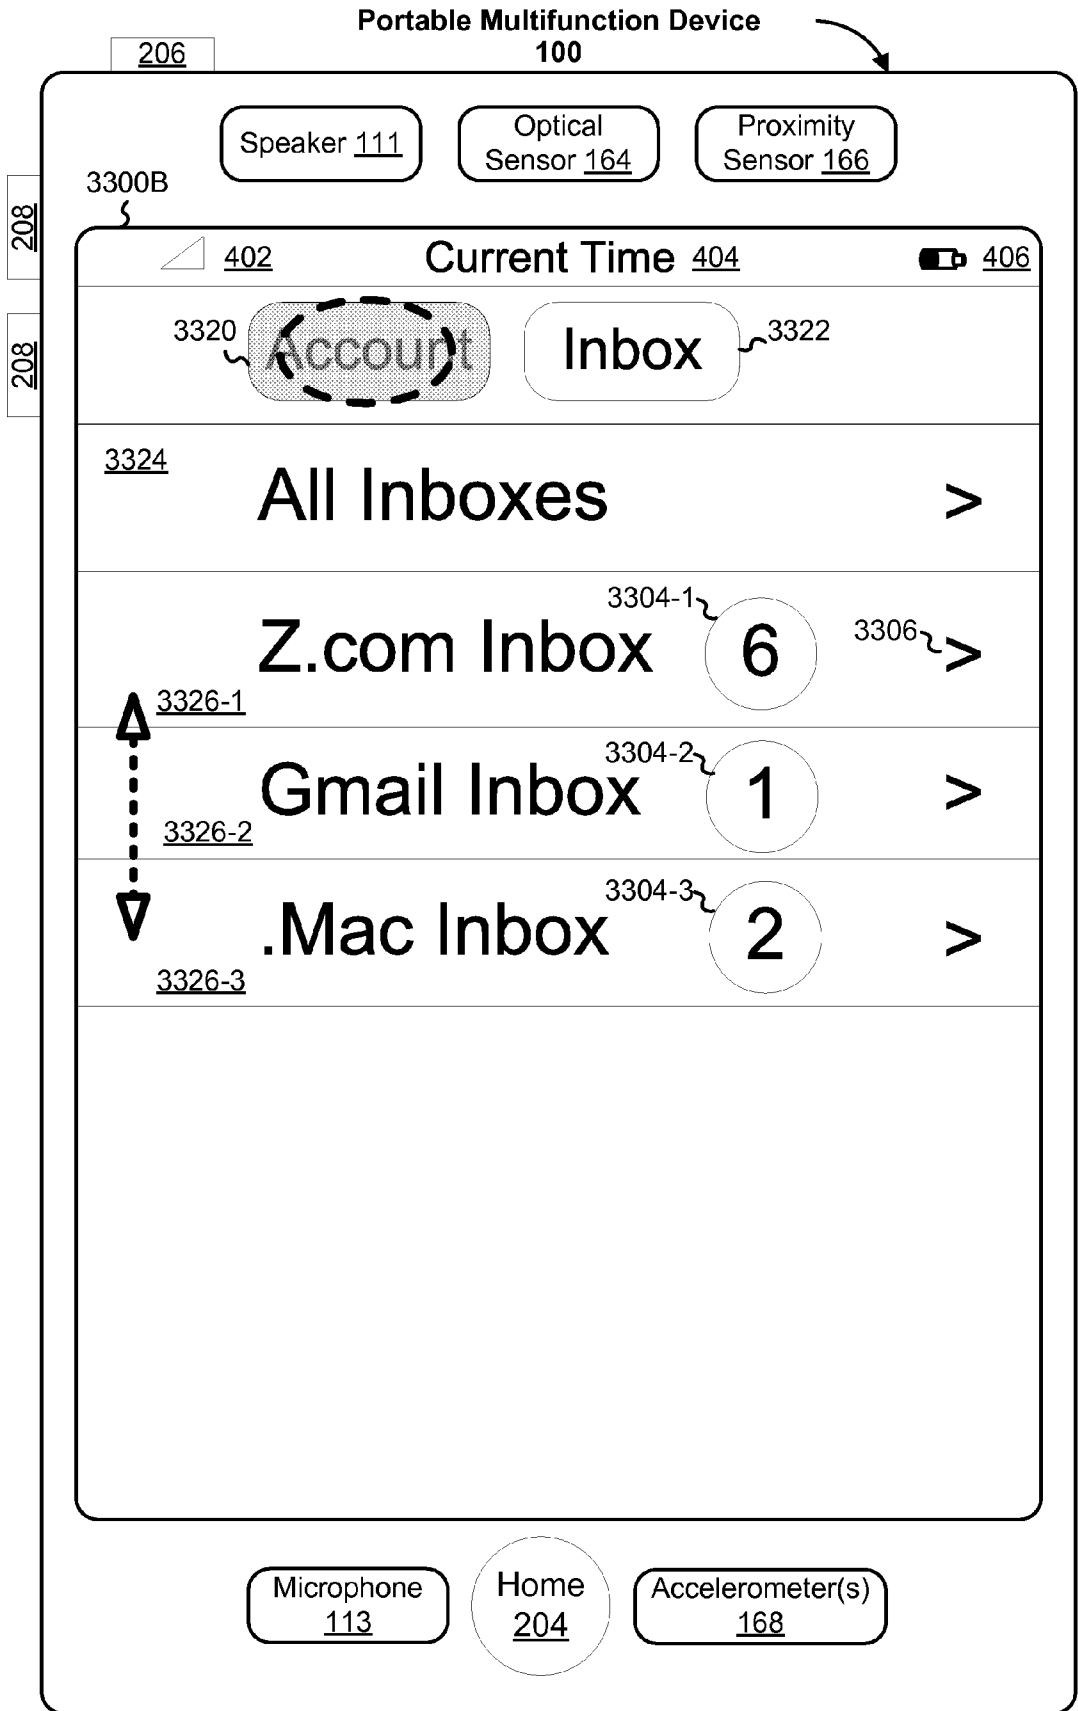 Portable Multifunction Device
100
206
Speaker 111
Optical
Sensor 164
Proximity
Sensor 166
208
3300B
402
Current Time 404
406
208
3320
Account
Inbox
3322
3324
All Inboxes
>
Z.com Inbox
3304-1
6
3306
>
3326-1
Gmail Inbox
3304-2
1
>
3326-2
.Mac Inbox
3304-3
2
>
3326-3
Microphone
113
Home
204
Accelerometer(s)
168